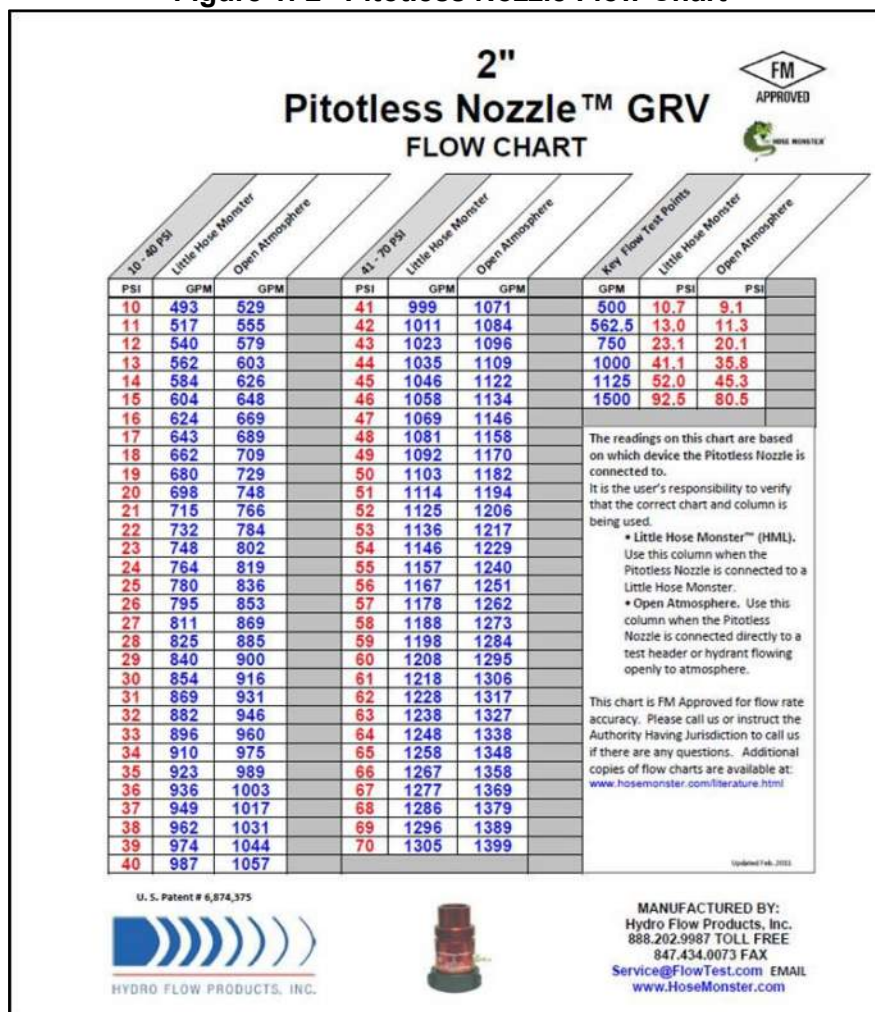 Figure 1. 2" Pitotless Nozzle Flow Chart
2"
Pitotless Nozzle™ GRV
FLOW CHART
FM
APPROVED
HOSE MONSTER
10 - 40 PSI Little Hose Monster Open Atmosphere
PSI GPM GPM
10 493 529
11 517 555
12 540 579
13 562 603
14 584 626
15 604 648
16 624 669
17 643 689
18 662 709
19 680 729
20 698 748
21 715 766
22 732 784
23 748 802
24 764 819
25 780 836
26 795 853
27 811 869
28 825 885
29 840 900
30 854 916
31 869 931
32 882 946
33 896 960
34 910 975
35 923 989
36 936 1003
37 949 1017
38 962 1031
39 974 1044
40 987 1057
41 - 70 PSI Little Hose Monster Open Atmosphere
PSI GPM GPM
41 999 1071
42 1011 1084
43 1023 1096
44 1035 1109
45 1046 1122
46 1058 1134
47 1069 1146
48 1081 1158
49 1092 1170
50 1103 1182
51 1114 1194
52 1125 1206
53 1136 1217
54 1146 1229
55 1157 1240
56 1167 1251
57 1178 1262
58 1188 1273
59 1198 1284
60 1208 1295
61 1218 1306
62 1228 1317
63 1238 1327
64 1248 1338
65 1258 1348
66 1267 1358
67 1277 1369
68 1286 1379
69 1296 1389
70 1305 1399
Key Flow Test Points Little Hose Monster Open Atmosphere
GPM PSI PSI
500 10.7 9.1
562.5 13.0 11.3
750 23.1 20.1
1000 41.1 35.8
1125 52.0 45.3
1500 92.5 80.5
The readings on this chart are based
on which device the Pitotless Nozzle is
connected to.
It is the user's responsibility to verify
that the correct chart and column is
being used.
• Little Hose Monster™ (HML).
Use this column when the
Pitotless Nozzle is connected to a
Little Hose Monster.
• Open Atmosphere. Use this
column when the Pitotless
Nozzle is connected directly to a
test header or hydrant flowing
openly to atmosphere.
This chart is FM Approved for flow rate
accuracy. Please call us or instruct the
Authority Having Jurisdiction to call us
if there are any questions. Additional
copies of flow charts are available at:
www.hosemonster.com/literature.html
Updated Feb. 2011
U. S. Patent # 6,874,375
HYDRO FLOW PRODUCTS, INC.
MANUFACTURED BY:
Hydro Flow Products, Inc.
888.202.9987 TOLL FREE
847.434.0073 FAX
Service@FlowTest.com EMAIL
www.HoseMonster.com